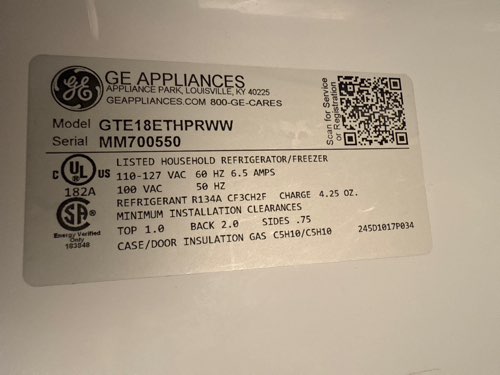 GE APPLIANCES
APPLIANCE PARK, LOUISVILLE, KY 40225
GEAPPLIANCES.COM 800-GE-CARES
Scan for Service
or Registration
Model GTE18ETHPRWW
Serial MM700550
C UL US
182A
LISTED HOUSEHOLD REFRIGERATOR/FREEZER
110-127 VAC 60 HZ 6.5 AMPS
100 VAC 50 HZ
REFRIGERANT R134A CF3CH2F CHARGE 4.25 OZ.
MINIMUM INSTALLATION CLEARANCES
TOP 1.0 BACK 2.0 SIDES .75
CASE/DOOR INSULATION GAS C5H10/C5H10
245D1017P034
Energy Verified
Only